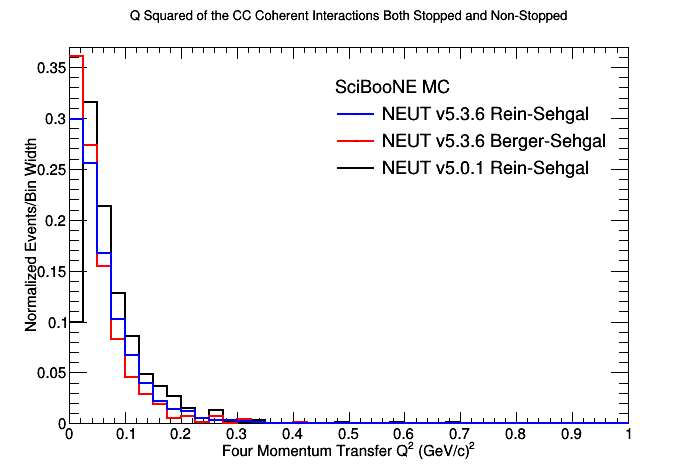 Q Squared of the CC Coherent Interactions Both Stopped and Non-Stopped
Normalized Events/Bin Width
0.35
0.3
0.25
0.2
0.15
0.1
0.05
0
SciBooNE MC
NEUT v5.3.6 Rein-Sehgal
NEUT v5.3.6 Berger-Sehgal
NEUT v5.0.1 Rein-Sehgal
0 0.1 0.2 0.3 0.4 0.5 0.6 0.7 0.8 0.9 1
Four Momentum Transfer Q² (GeV/c)²